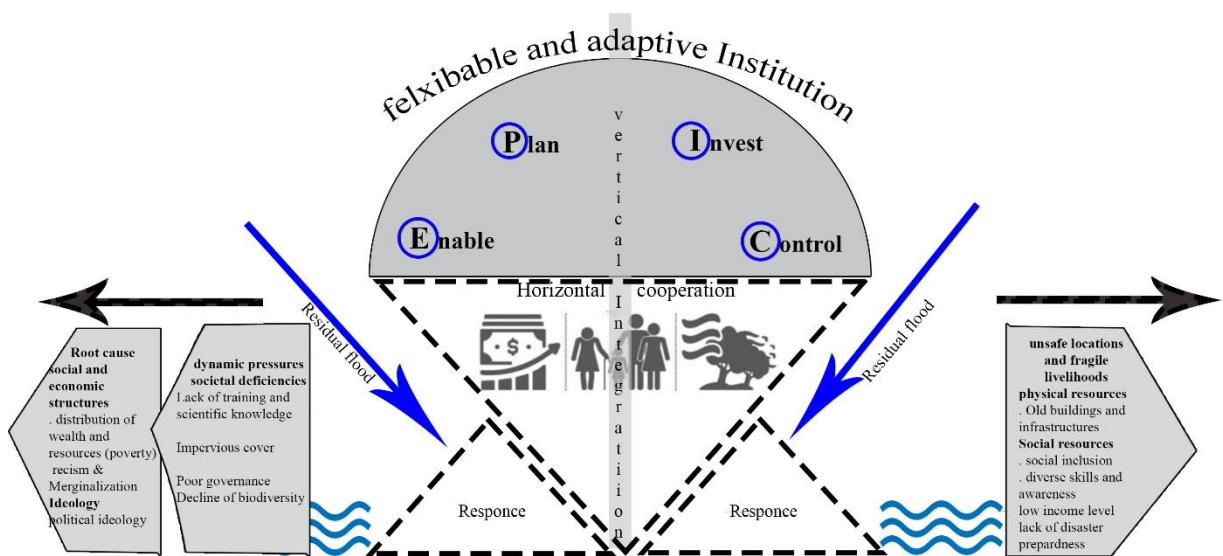 felxibable and adaptive Institution
Plan
Invest
Enable
Control
vertical Integration
Horizontal cooperation
$
Residual flood
Residual flood
Responce
Responce
Root cause
social and
economic
structures
. distribution of
wealth and
resources (poverty)
recism &
Merginalization
Ideology
political ideology
dynamic pressures
societal deficiencies
Lack of training and
scientific knowledge
Impervious cover
Poor governance
Decline of biodiversity
unsafe locations
and fragile
livelihoods
physical resources
. Old buildings and
infrastructures
Social resources
. social inclusion
. diverse skills and
awareness
low income level
lack of disaster
prepardness